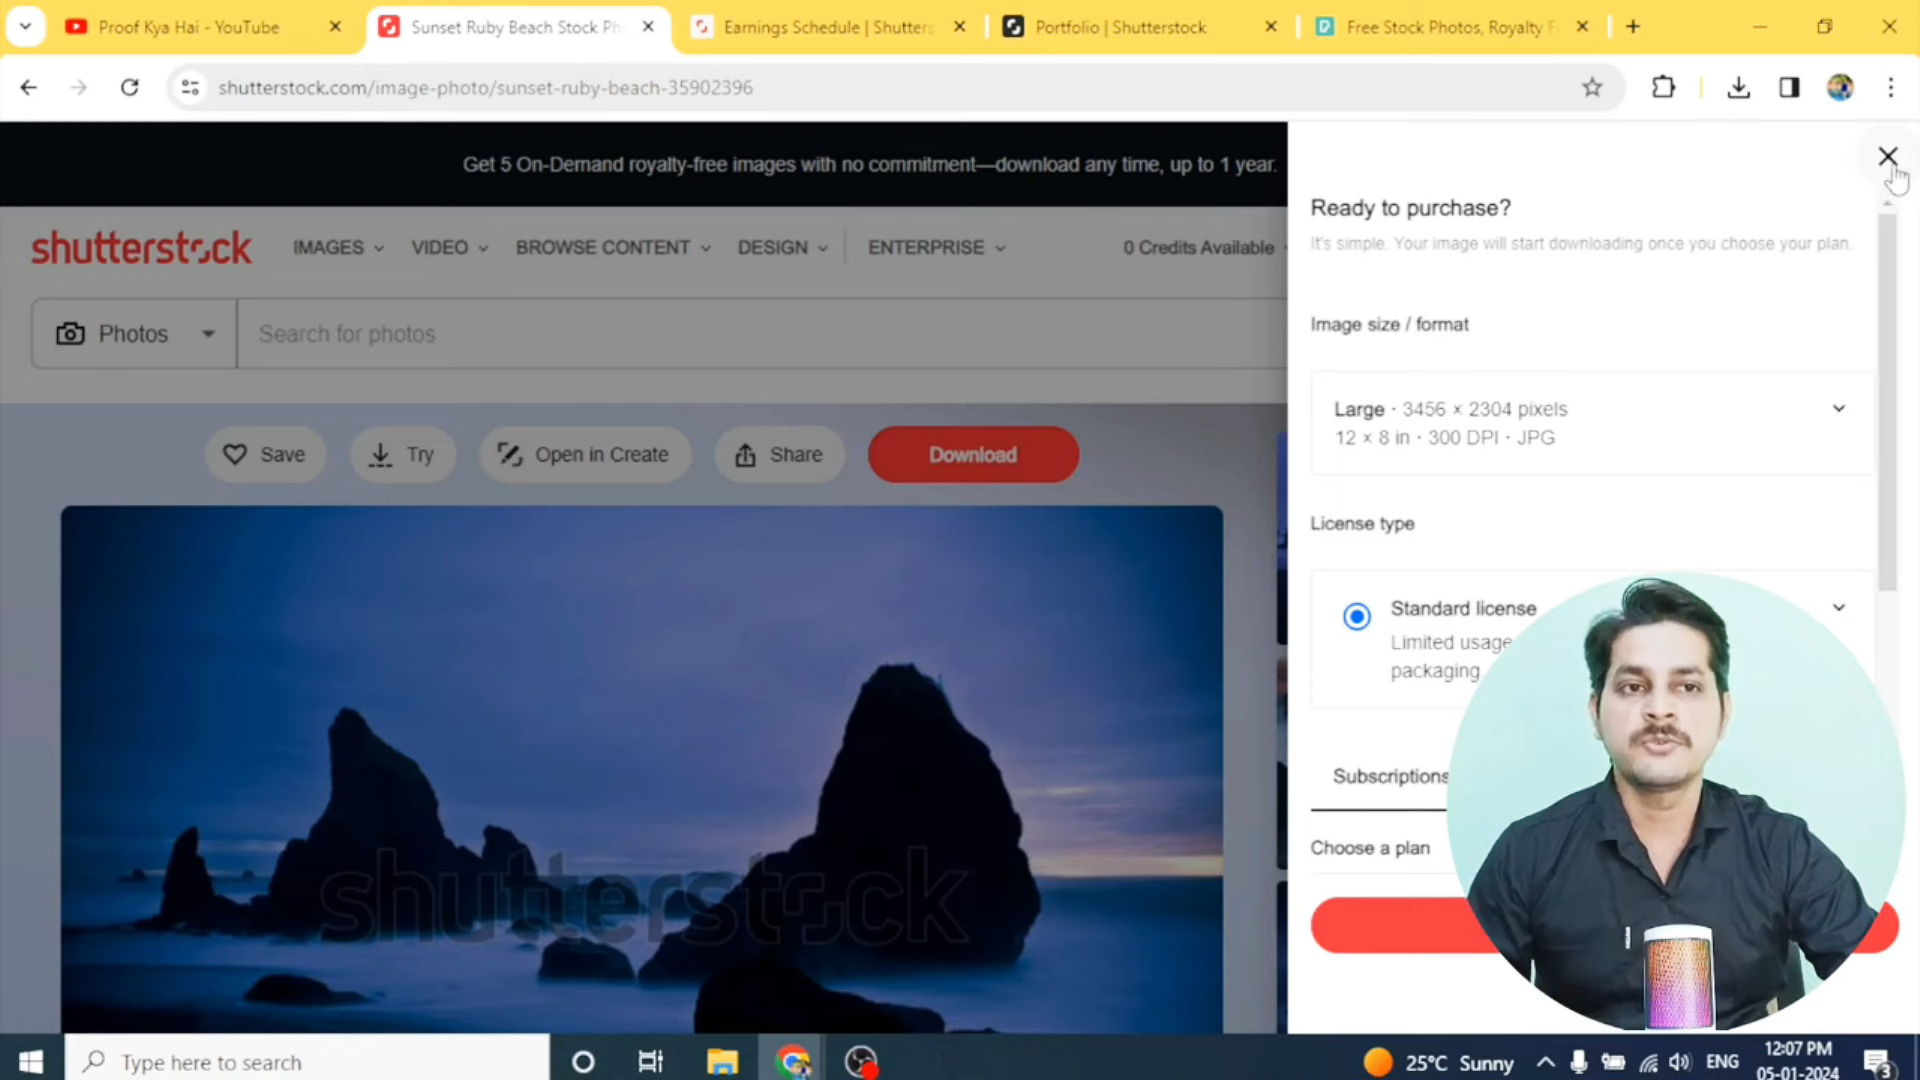 Proof Kya Hai - YouTube
Sunset Ruby Beach Stock Ph
Earnings Schedule | Shutters
Portfolio | Shutterstock
Free Stock Photos, Royalty F
shutterstock.com/image-photo/sunset-ruby-beach-35902396
Get 5 On-Demand royalty-free images with no commitment—download any time, up to 1 year.
shutterstock
IMAGES
VIDEO
BROWSE CONTENT
DESIGN
ENTERPRISE
0 Credits Available
Photos
Search for photos
Save
Try
Open in Create
Share
Download
shutterstock
Ready to purchase?
It's simple. Your image will start downloading once you choose your plan.
Image size / format
Large · 3456 × 2304 pixels
12 × 8 in · 300 DPI · JPG
License type
Standard license
Limited usage
packaging
Subscriptions
Choose a plan
Type here to search
25°C Sunny
ENG
12:07 PM
05-01-2024
3